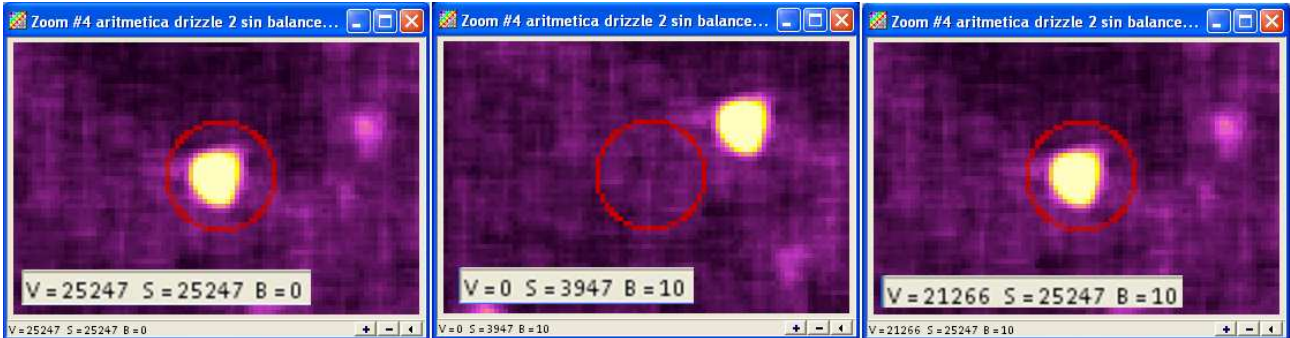 Zoom #4 aritmetica drizzle 2 sin balance...
V=25247 S=25247 B=0
V=25247 S=25247 B=0
Zoom #4 aritmetica drizzle 2 sin balance...
V=0 S=3947 B=10
V=0 S=3947 B=10
Zoom #4 aritmetica drizzle 2 sin balance...
V=21266 S=25247 B=10
V=21266 S=25247 B=10